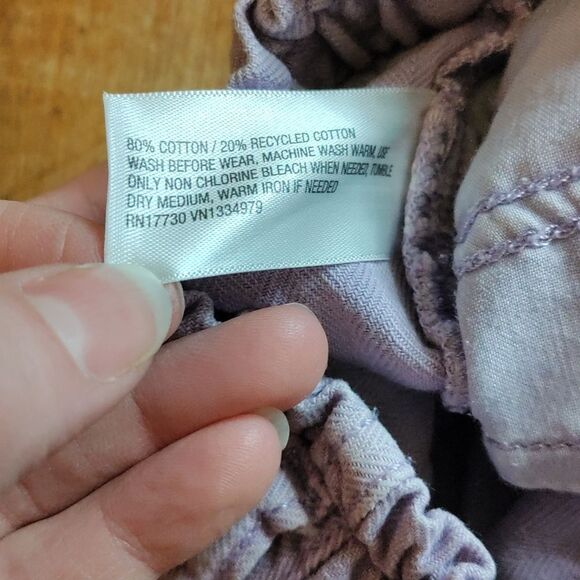 80% COTTON / 20% RECYCLED COTTON
WASH BEFORE WEAR, MACHINE WASH WARM, USE
ONLY NON CHLORINE BLEACH WHEN NEEDED, TUMBLE
DRY MEDIUM, WARM IRON IF NEEDED
RN17730 VN1334979